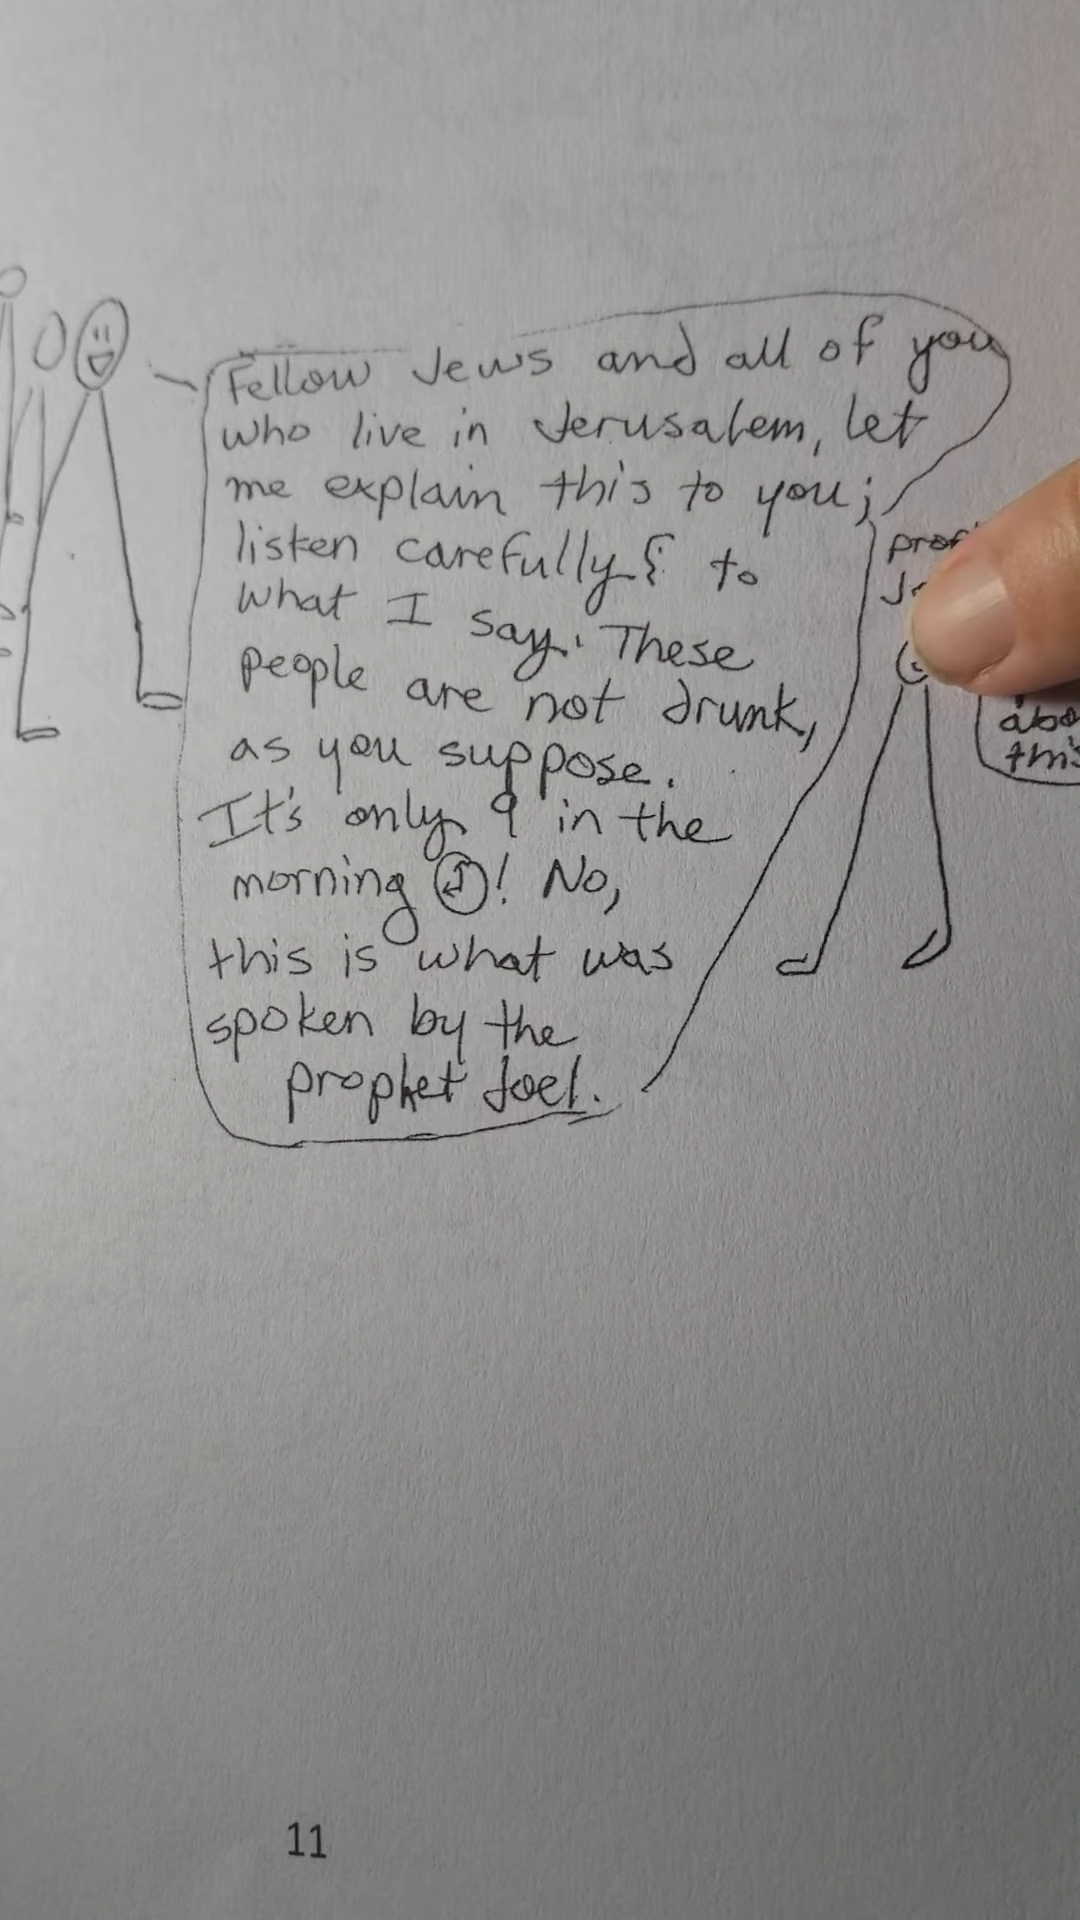 Fellow Jews and all of you
who live in Jerusalem, let
me explain this to you;
listen carefully to
what I say. These
people are not drunk,
as you suppose.
It's only 9 in the
morning ! No,
this is what was
spoken by the
prophet Joel.
this
11